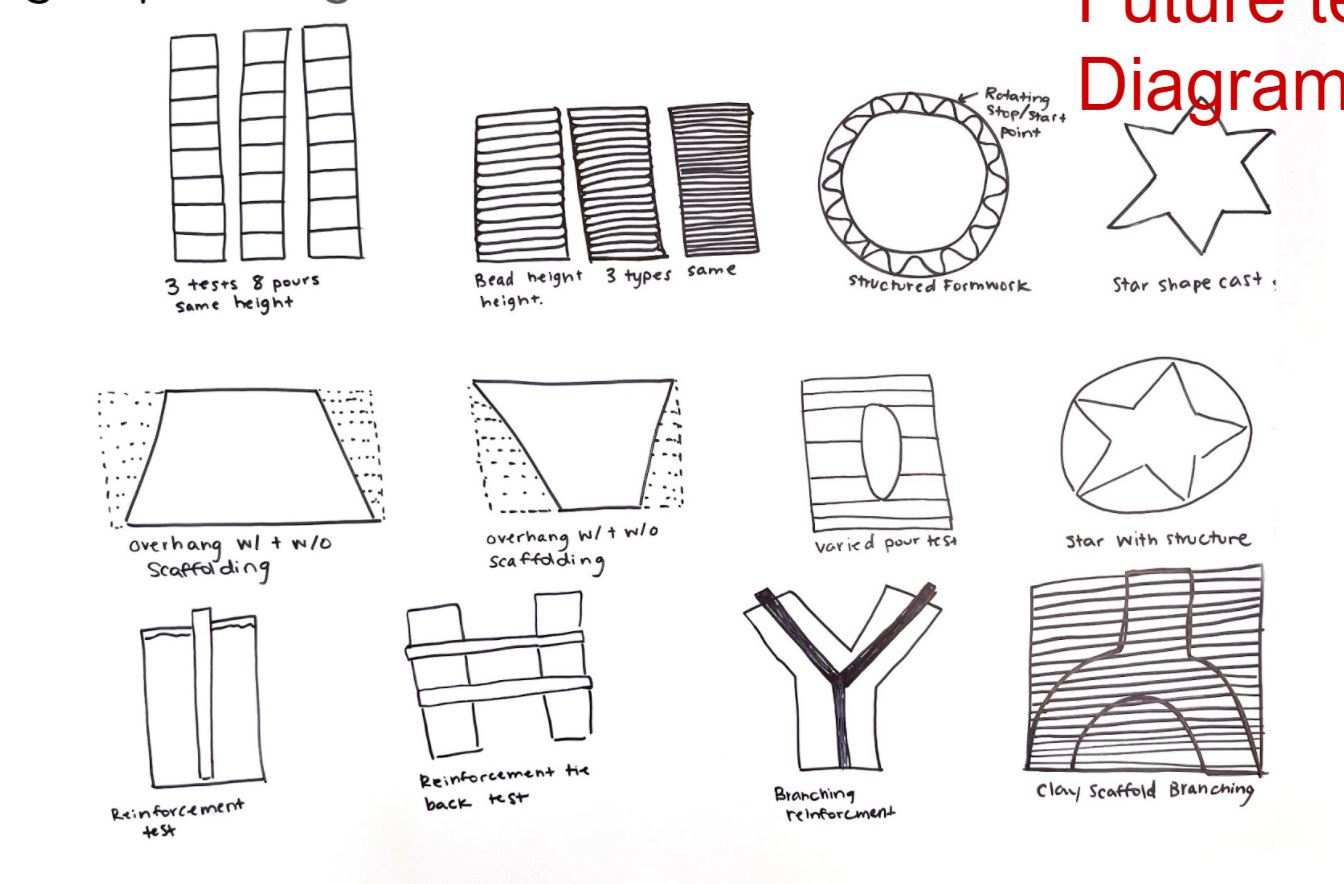 Future te
Diagram
Rotating
Stop/Start
point
3 tests 8 pours
same height
Bead height 3 types same
height.
Structured Formwork
Star shape cast
overhang w/ + w/o
Scaffolding
overhang w/ + w/o
scaffolding
varied pour test
Star with structure
Reinforcement
test
Reinforcement tie
back test
Branching
reinforcement
Clay Scaffold Branching